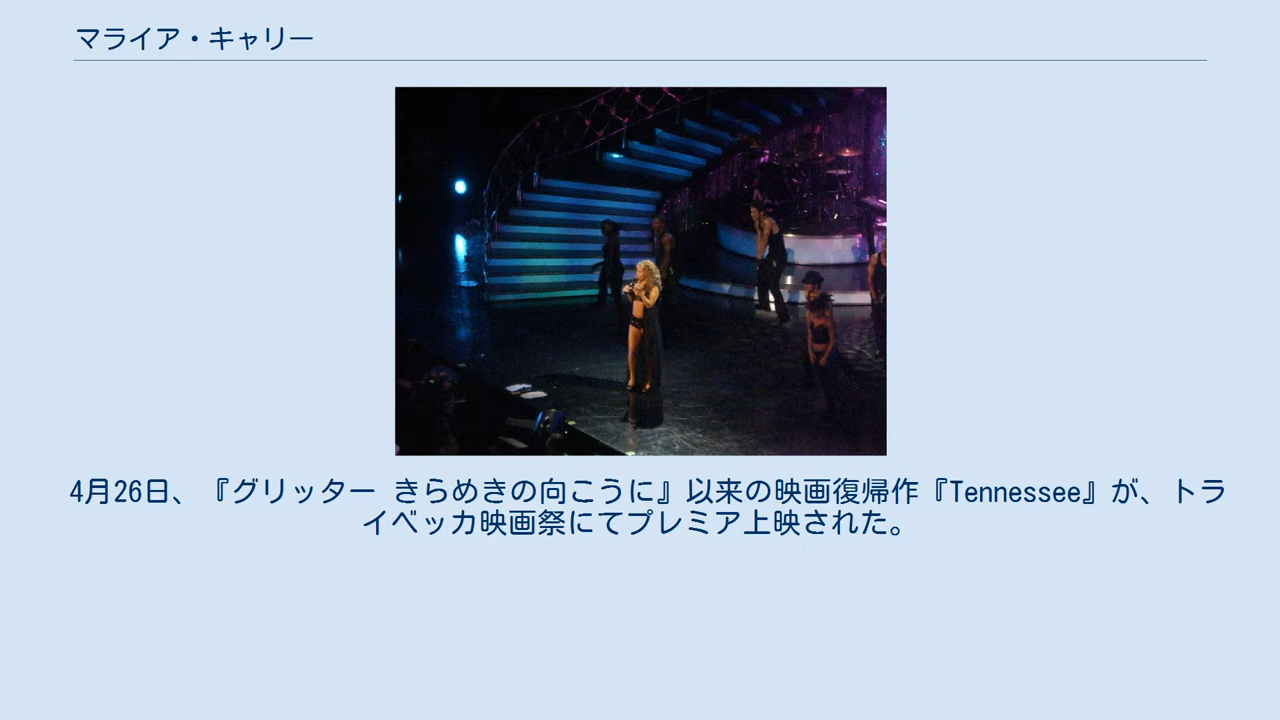 マライア・キャリー
4月26日、『グリッター きらめきの向こうに』以来の映画復帰作『Tennessee』が、トラ
イベッカ映画祭にてプレミア上映された。